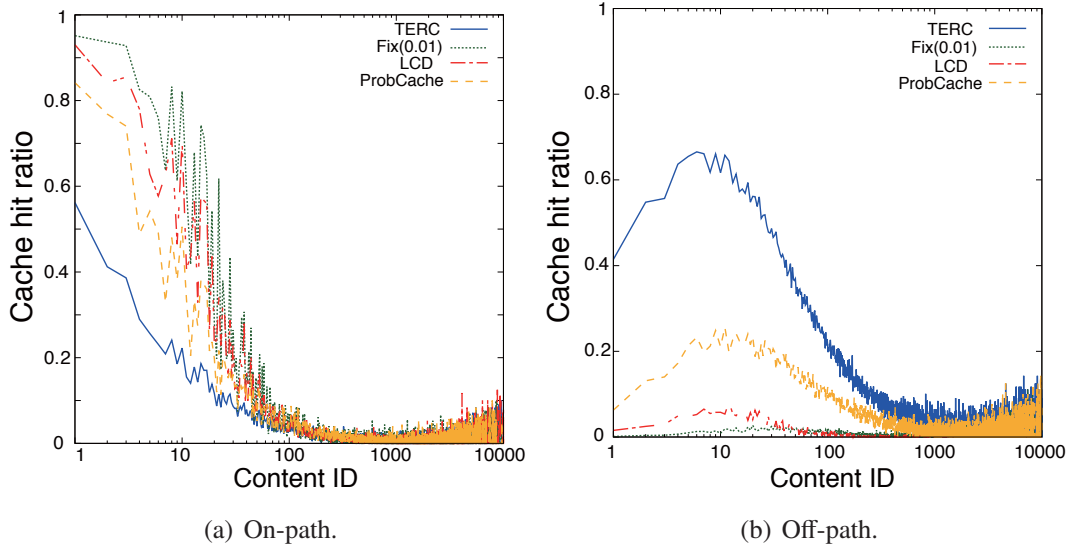 TERC
Fix(0.01)
LCD
ProbCache
Cache hit ratio
1
0.8
0.6
0.4
0.2
0
1 10 100 1000 10000
Content ID
(a) On-path.
TERC
Fix(0.01)
LCD
ProbCache
Cache hit ratio
1
0.8
0.6
0.4
0.2
0
1 10 100 1000 10000
Content ID
(b) Off-path.